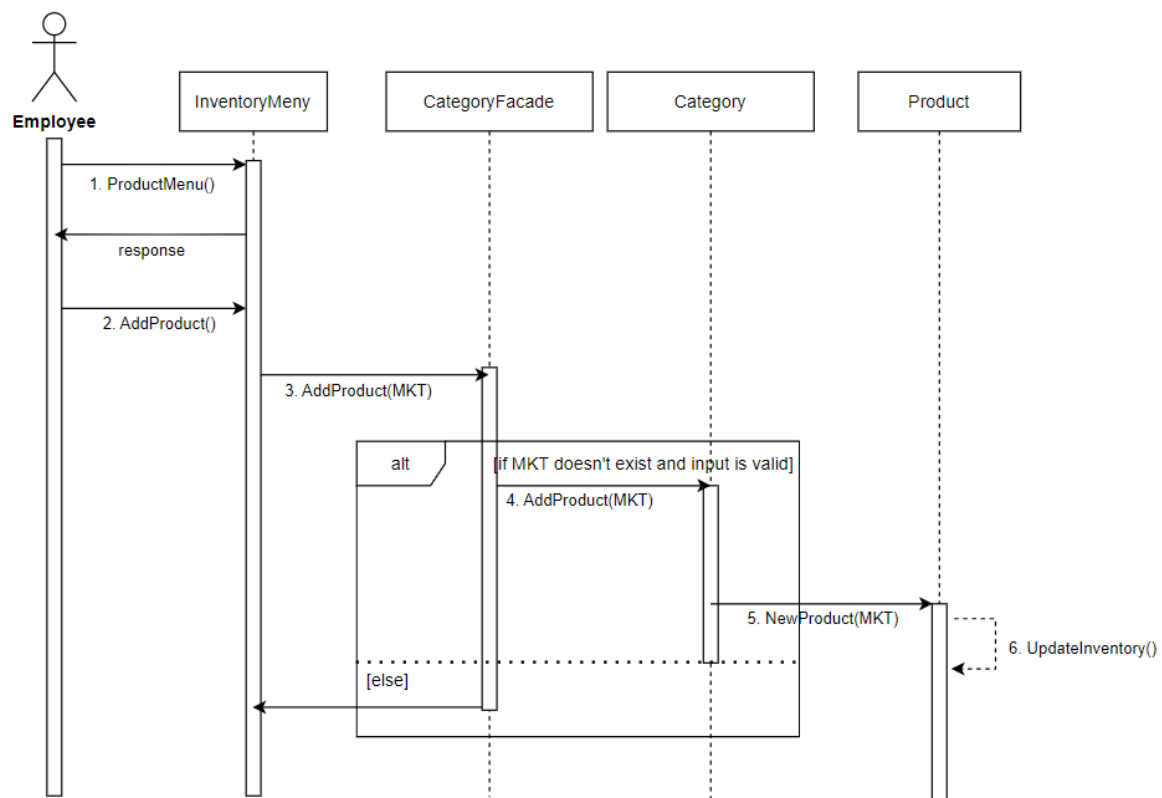 Employee
InventoryMeny
CategoryFacade
Category
Product
1. ProductMenu()
response
2. AddProduct()
3. AddProduct(MKT)
alt
[if MKT doesn't exist and input is valid]
4. AddProduct(MKT)
5. NewProduct(MKT)
6. UpdateInventory()
[else]